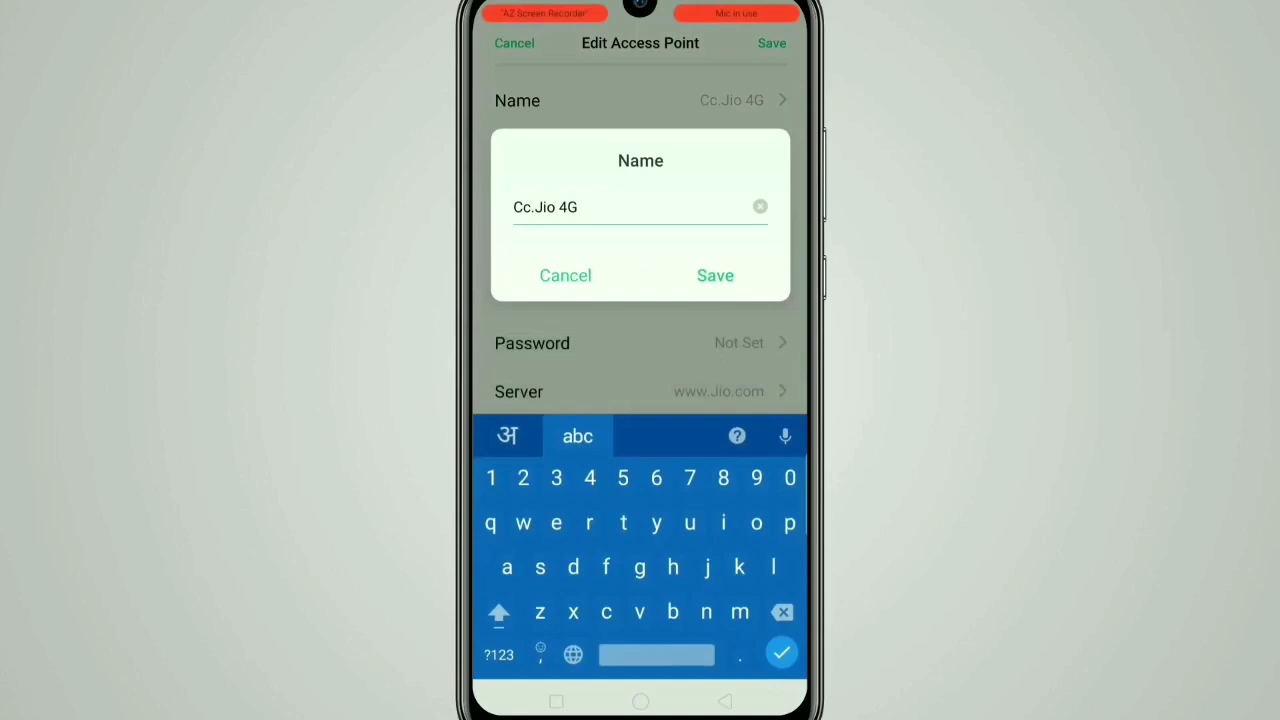 "AZ Screen Recorder" Mic in use
Cancel Edit Access Point Save
Name Cc.Jio 4G
Name
Cc.Jio 4G
Cancel Save
Password Not Set
Server www.Jio.com
अ abc
1 2 3 4 5 6 7 8 9 0
q w e r t y u i o p
a s d f g h j k l
z x c v b n m
?123 , .